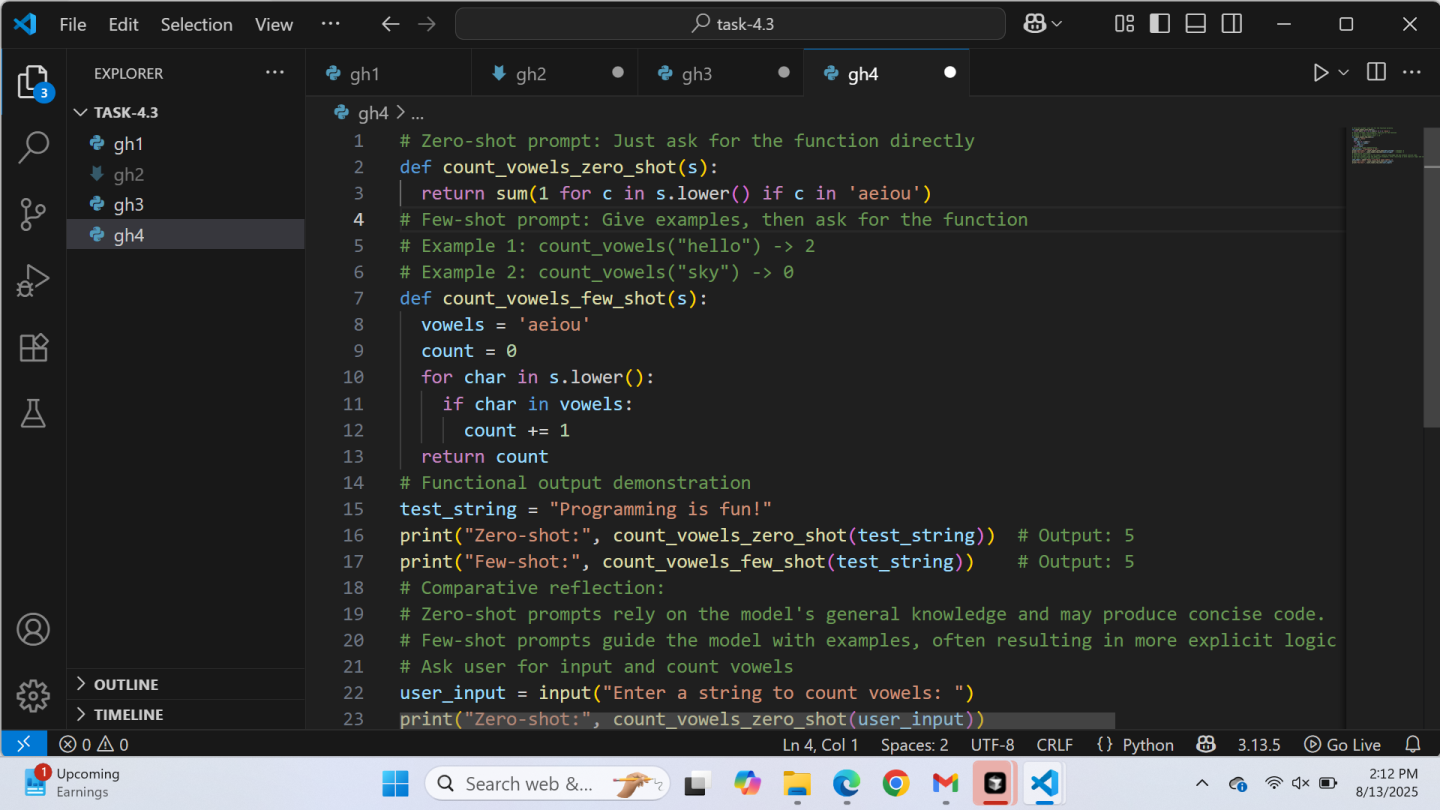 File Edit Selection View ··· task-4.3
EXPLORER ···
TASK-4.3
gh1
gh2
gh3
gh4
OUTLINE
TIMELINE
3
gh1 gh2 gh3 gh4
gh4 > ...
1 # Zero-shot prompt: Just ask for the function directly
2 def count_vowels_zero_shot(s):
3 return sum(1 for c in s.lower() if c in 'aeiou')
4 # Few-shot prompt: Give examples, then ask for the function
5 # Example 1: count_vowels("hello") -> 2
6 # Example 2: count_vowels("sky") -> 0
7 def count_vowels_few_shot(s):
8 vowels = 'aeiou'
9 count = 0
10 for char in s.lower():
11 if char in vowels:
12 count += 1
13 return count
14 # Functional output demonstration
15 test_string = "Programming is fun!"
16 print("Zero-shot:", count_vowels_zero_shot(test_string)) # Output: 5
17 print("Few-shot:", count_vowels_few_shot(test_string)) # Output: 5
18 # Comparative reflection:
19 # Zero-shot prompts rely on the model's general knowledge and may produce concise code.
20 # Few-shot prompts guide the model with examples, often resulting in more explicit logic
21 # Ask user for input and count vowels
22 user_input = input("Enter a string to count vowels: ")
23 print("Zero-shot:", count_vowels_zero_shot(user_input))
0 0 Ln 4, Col 1 Spaces: 2 UTF-8 CRLF {} Python 3.13.5 Go Live
1 Upcoming
Earnings
Search web &...
2:12 PM
8/13/2025